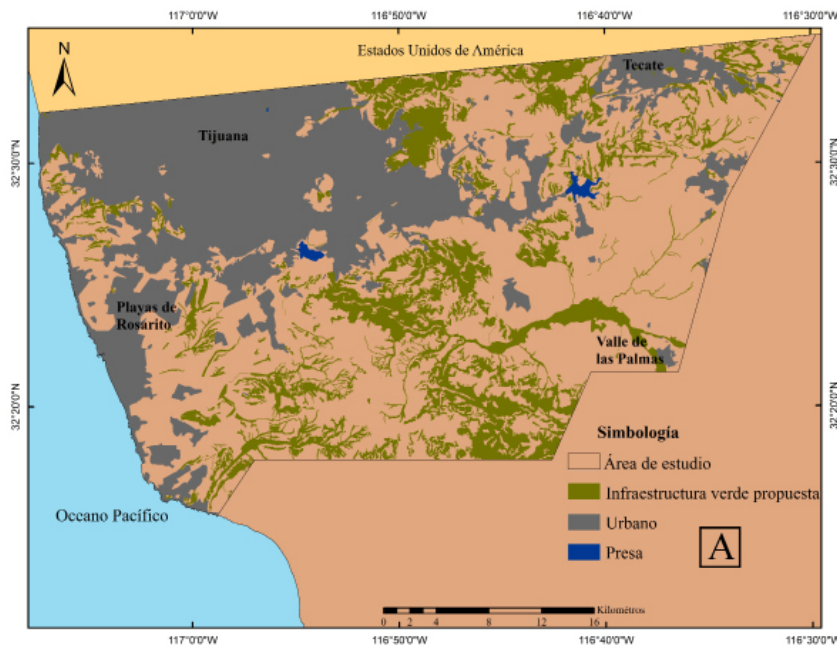 117°0'0"W 116°50'0"W 116°40'0"W 116°30'0"W
N
Estados Unidos de América
Tecate
Tijuana
32°30'0"N 32°30'0"N
Playas de
Rosarito
Valle de
las Palmas
32°20'0"N 32°20'0"N
Simbología
Área de estudio
Infraestructura verde propuesta
Urbano
Presa
A
Oceano Pacífico
Kilométros
0 2 4 8 12 16
117°0'0"W 116°50'0"W 116°40'0"W 116°30'0"W